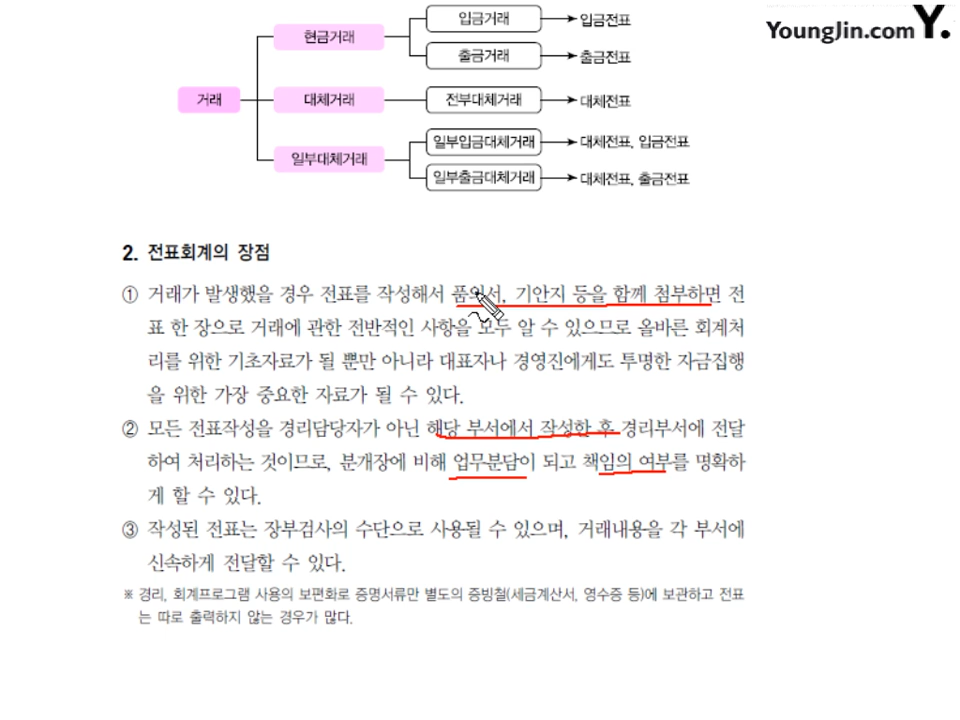 YoungJin.com Y.
입금거래 입금전표
현금거래
출금거래 출금전표
거래 대체거래 전부대체거래 대체전표
일부입금대체거래 대체전표, 입금전표
일부대체거래
일부출금대체거래 대체전표, 출금전표
2. 전표회계의 장점
① 거래가 발생했을 경우 전표를 작성해서 품의서, 기안지 등을 함께 첨부하면 전
표 한 장으로 거래에 관한 전반적인 사항을 모두 알 수 있으므로 올바른 회계처
리를 위한 기초자료가 될 뿐만 아니라 대표자나 경영진에게도 투명한 자금집행
을 위한 가장 중요한 자료가 될 수 있다.
② 모든 전표작성을 경리담당자가 아닌 해당 부서에서 작성한 후 경리부서에 전달
하여 처리하는 것이므로, 분개장에 비해 업무분담이 되고 책임의 여부를 명확하
게 할 수 있다.
③ 작성된 전표는 장부검사의 수단으로 사용될 수 있으며, 거래내용을 각 부서에
신속하게 전달할 수 있다.
※ 경리, 회계프로그램 사용의 보편화로 증명서류만 별도의 증빙철(세금계산서, 영수증 등)에 보관하고 전표
는 따로 출력하지 않는 경우가 많다.